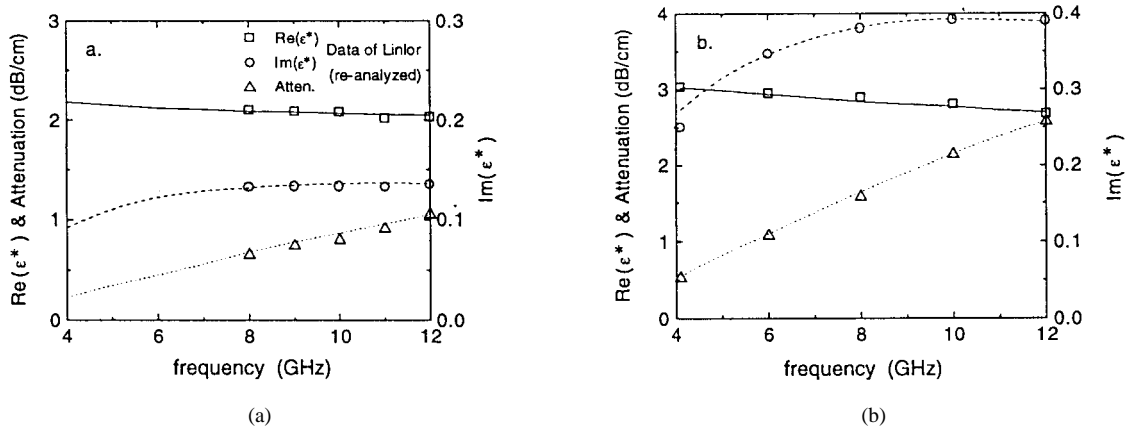 a.
Re(ε*)
Im(ε*)
Atten.
Data of Linlor
(re-analyzed)
3
2
1
0
0.3
0.2
0.1
0.0
4 6 8 10 12
Re(ε*) & Attenuation (dB/cm)
Im(ε*)
frequency (GHz)
(a)
b.
4
3
2
1
0
0.4
0.3
0.2
0.1
0.0
4 6 8 10 12
Re(ε*) & Attenuation (dB/cm)
Im(ε*)
frequency (GHz)
(b)